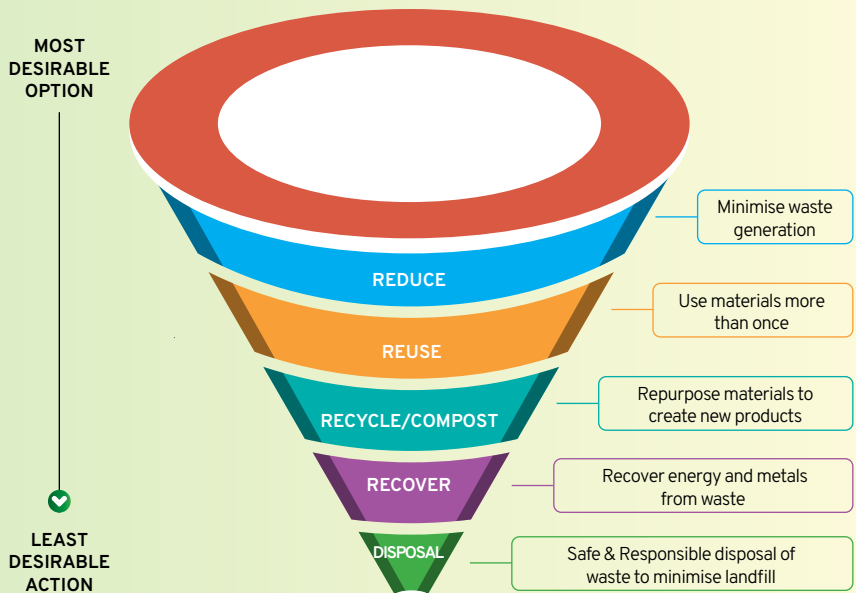 MOST
DESIRABLE
OPTION
Minimise waste
generation
REDUCE
Use materials more
than once
REUSE
Repurpose materials to
create new products
RECYCLE/COMPOST
Recover energy and metals
from waste
RECOVER
DISPOSAL
Safe & Responsible disposal of
waste to minimise landfill
LEAST
DESIRABLE
ACTION